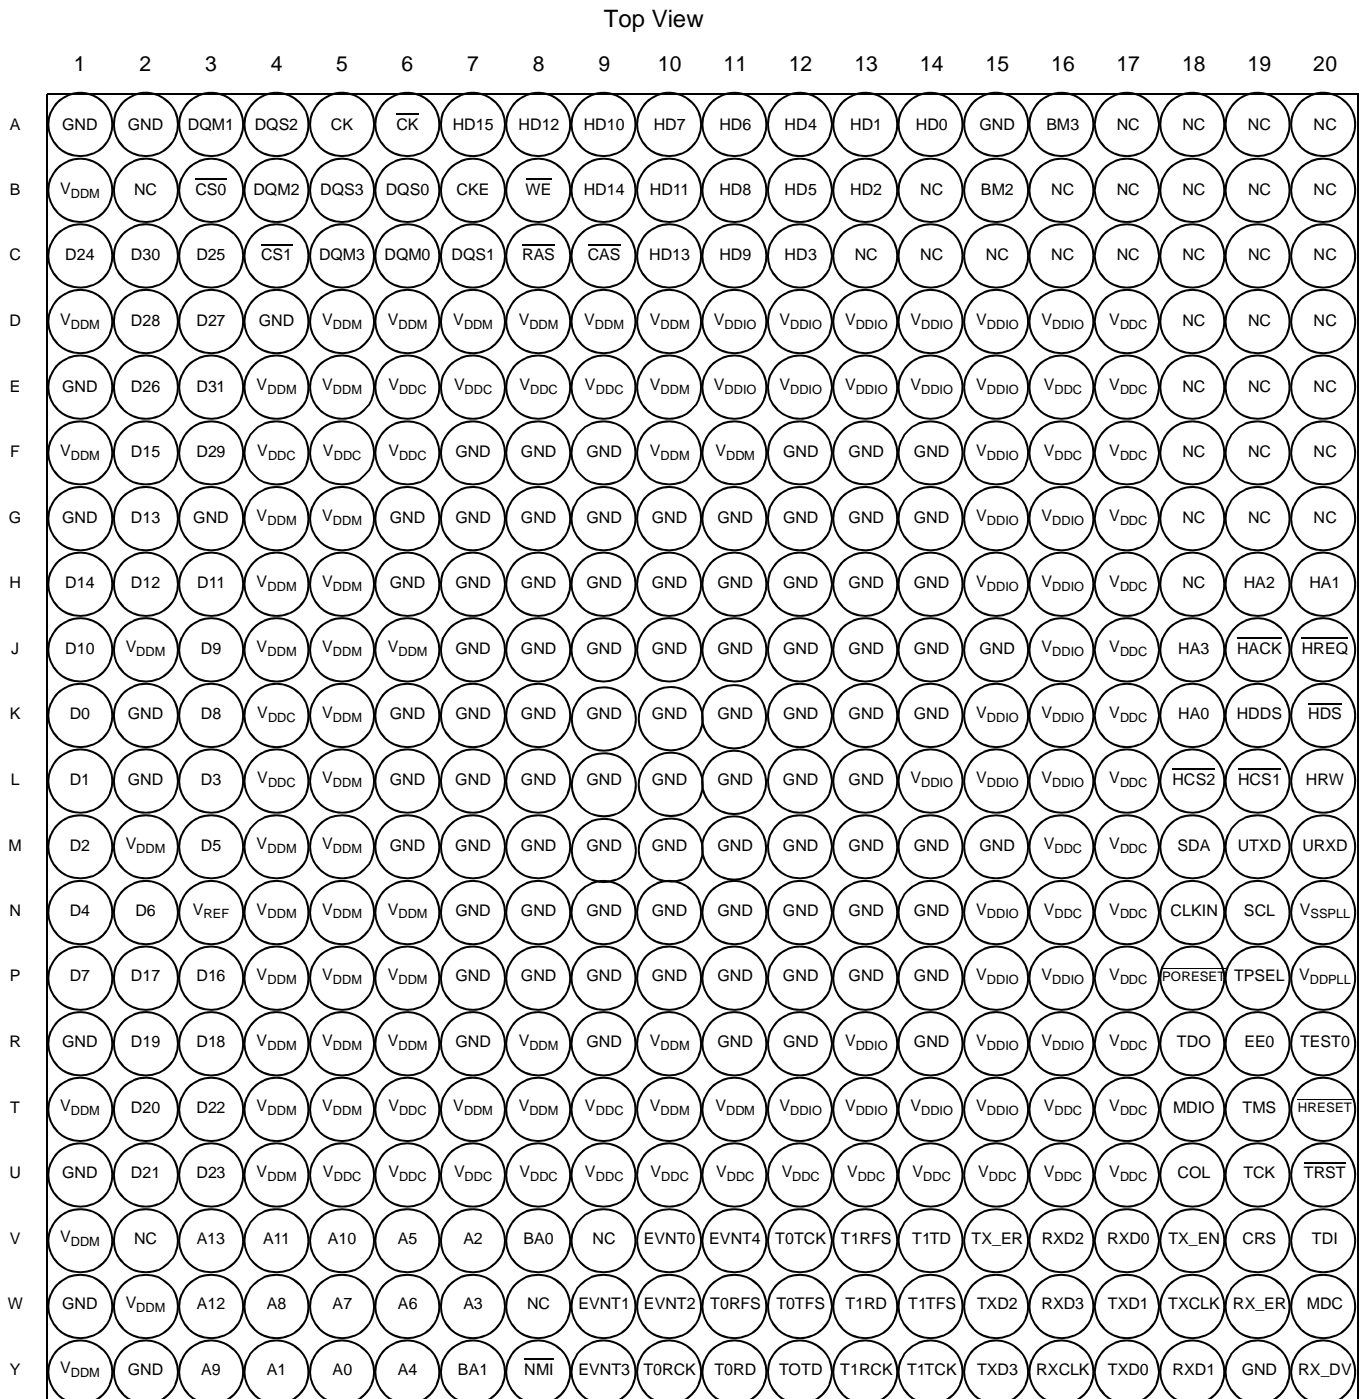 Top View
1 2 3 4 5 6 7 8 9 10 11 12 13 14 15 16 17 18 19 20
A GND GND DQM1 DQS2 CK CK HD15 HD12 HD10 HD7 HD6 HD4 HD1 HD0 GND BM3 NC NC NC NC
B VDDM NC CS0 DQM2 DQS3 DQS0 CKE WE HD14 HD11 HD8 HD5 HD2 NC BM2 NC NC NC NC NC
C D24 D30 D25 CS1 DQM3 DQM0 DQS1 RAS CAS HD13 HD9 HD3 NC NC NC NC NC NC NC NC
D VDDM D28 D27 GND VDDM VDDM VDDM VDDM VDDM VDDM VDDIO VDDIO VDDIO VDDIO VDDIO VDDIO VDDC NC NC NC
E GND D26 D31 VDDM VDDM VDDC VDDC VDDC VDDC VDDM VDDIO VDDIO VDDIO VDDIO VDDIO VDDC VDDC NC NC NC
F VDDM D15 D29 VDDC VDDC VDDC GND GND GND VDDM VDDM GND GND GND VDDIO VDDC VDDC NC NC NC
G GND D13 GND VDDM VDDM GND GND GND GND GND GND GND GND GND VDDIO VDDIO VDDC NC NC NC
H D14 D12 D11 VDDM VDDM GND GND GND GND GND GND GND GND GND VDDIO VDDIO VDDC NC HA2 HA1
J D10 VDDM D9 VDDM VDDM VDDM GND GND GND GND GND GND GND GND GND VDDIO VDDC HA3 HACK HREQ
K D0 GND D8 VDDC VDDM GND GND GND GND GND GND GND GND GND VDDIO VDDIO VDDC HA0 HDDS HDS
L D1 GND D3 VDDC VDDM GND GND GND GND GND GND GND GND VDDIO VDDIO VDDIO VDDC HCS2 HCS1 HRW
M D2 VDDM D5 VDDM VDDM GND GND GND GND GND GND GND GND GND GND VDDC VDDC SDA UTXD URXD
N D4 D6 VREF VDDM VDDM VDDM GND GND GND GND GND GND GND GND VDDIO VDDC VDDC CLKIN SCL VSSPLL
P D7 D17 D16 VDDM VDDM VDDM GND GND GND GND GND GND GND GND VDDIO VDDIO VDDC PORESET TPSEL VDDPLL
R GND D19 D18 VDDM VDDM VDDM GND VDDM GND VDDM GND GND VDDIO GND VDDIO VDDIO VDDC TDO EE0 TEST0
T VDDM D20 D22 VDDM VDDM VDDC VDDM VDDM VDDC VDDM VDDM VDDIO VDDIO VDDIO VDDIO VDDC VDDC MDIO TMS HRESET
U GND D21 D23 VDDM VDDC VDDC VDDC VDDC VDDC VDDC VDDC VDDC VDDC VDDC VDDC VDDC VDDC COL TCK TRST
V VDDM NC A13 A11 A10 A5 A2 BA0 NC EVNT0 EVNT4 T0TCK T1RFS T1TD TX_ER RXD2 RXD0 TX_EN CRS TDI
W GND VDDM A12 A8 A7 A6 A3 NC EVNT1 EVNT2 T0RFS T0TFS T1RD T1TFS TXD2 RXD3 TXD1 TXCLK RX_ER MDC
Y VDDM GND A9 A1 A0 A4 BA1 NMI EVNT3 T0RCK T0RD TOTD T1RCK T1TCK TXD3 RXCLK TXD0 RXD1 GND RX_DV